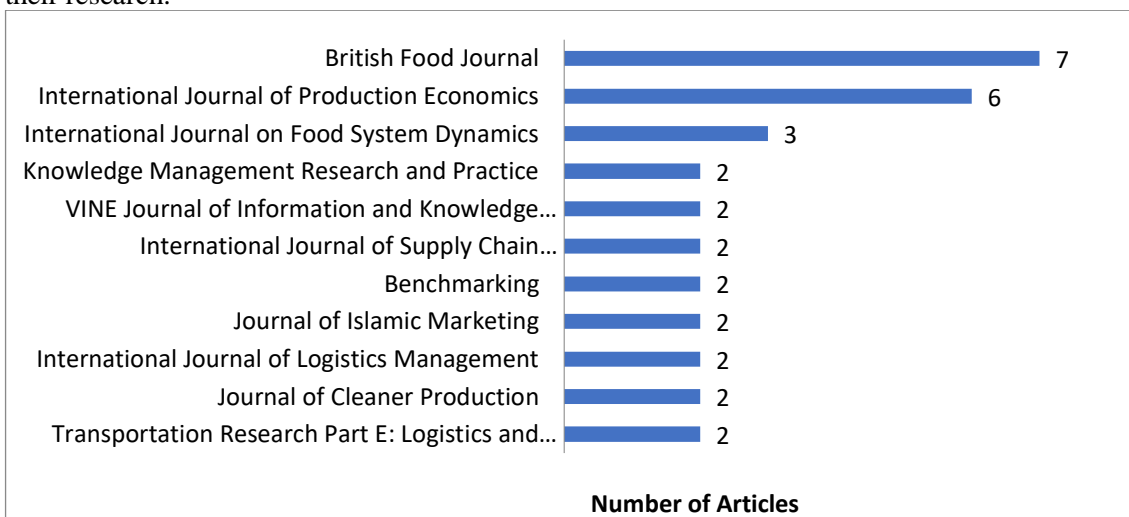 their research.
British Food Journal 7
International Journal of Production Economics 6
International Journal on Food System Dynamics 3
Knowledge Management Research and Practice 2
VINE Journal of Information and Knowledge... 2
International Journal of Supply Chain... 2
Benchmarking 2
Journal of Islamic Marketing 2
International Journal of Logistics Management 2
Journal of Cleaner Production 2
Transportation Research Part E: Logistics and... 2
Number of Articles